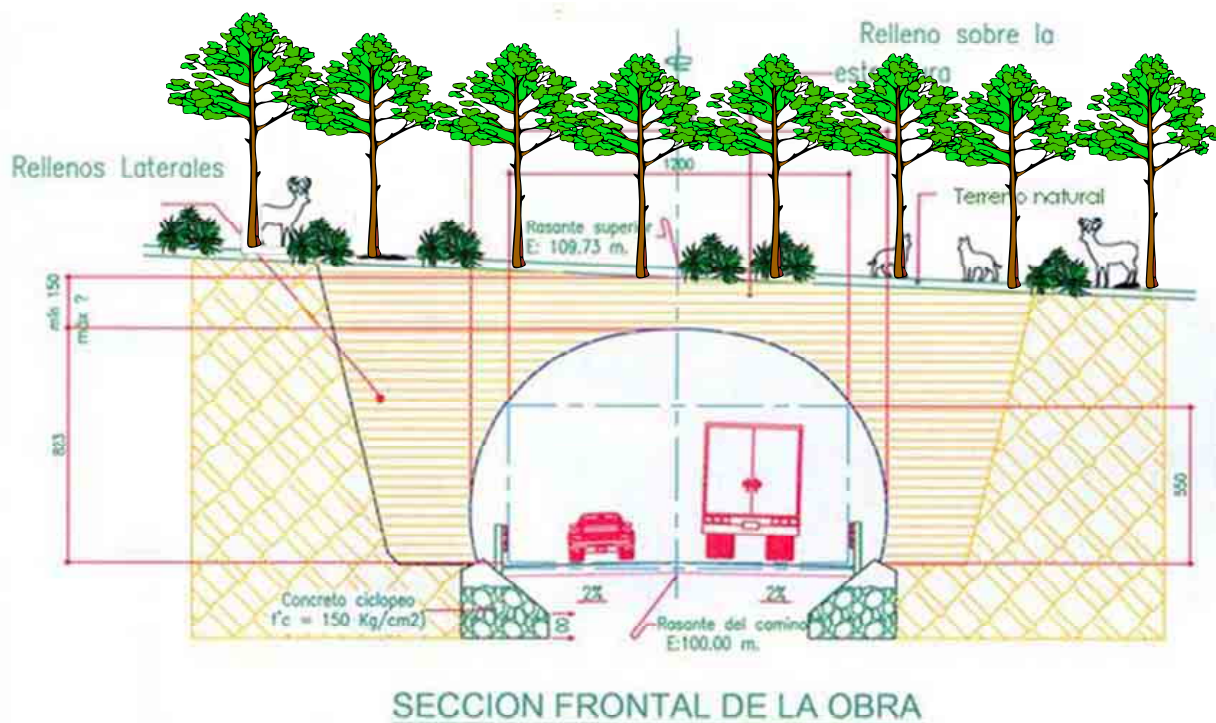 Relleno sobre la
Rellenos Laterales
1200
Terreno natural
Rasante superior
E: 109.73 m.
min 150
máx ?
823
550
2%
2%
Concreto ciclopeo
f'c = 150 Kg/cm2)
Rasante del camino
E:100.00 m.
SECCION FRONTAL DE LA OBRA